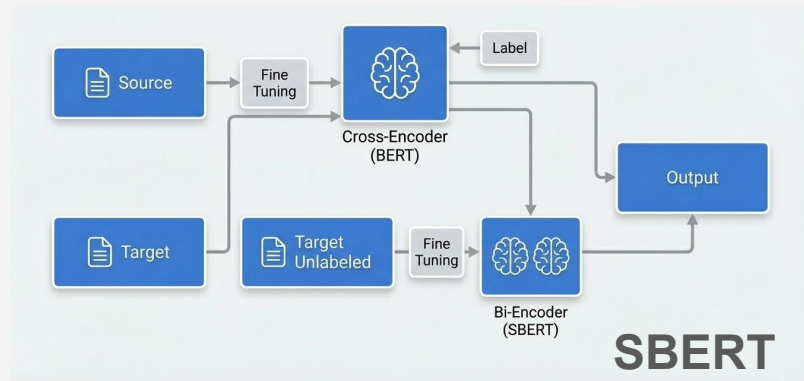 Source
Fine
Tuning
Label
Cross-Encoder
(BERT)
Output
Target
Target
Unlabeled
Fine
Tuning
Bi-Encoder
(SBERT)
SBERT